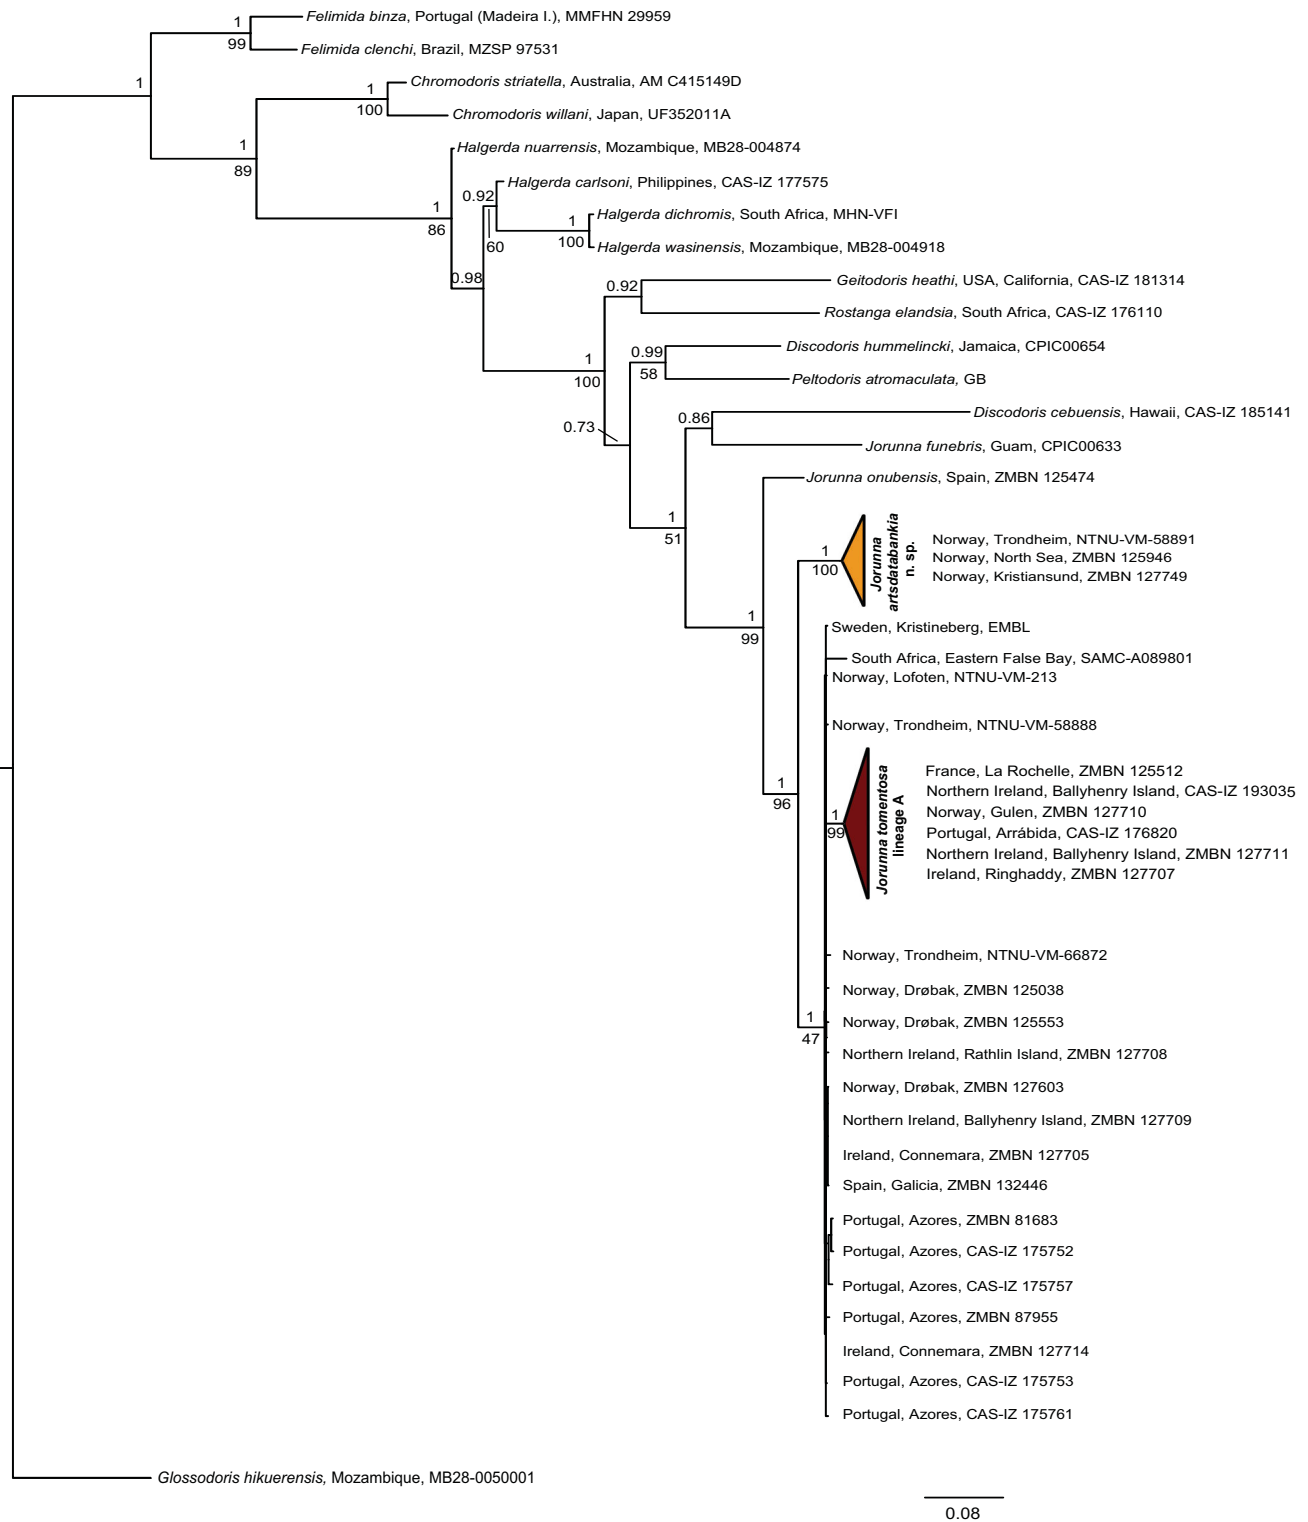 Felimida binza, Portugal (Madeira I.), MMFHN 29959
1
99
Felimida clenchi, Brazil, MZSP 97531
1
Chromodoris striatella, Australia, AM C415149D
1
100
Chromodoris willani, Japan, UF352011A
1
89
Halgerda nuarrensis, Mozambique, MB28-004874
Halgerda carlsoni, Philippines, CAS-IZ 177575
0.92
60
1
86
Halgerda dichromis, South Africa, MHN-VFI
1
100
Halgerda wasinensis, Mozambique, MB28-004918
0.98
Geitodoris heathi, USA, California, CAS-IZ 181314
0.92
Rostanga elandsia, South Africa, CAS-IZ 176110
Discodoris hummelincki, Jamaica, CPIC00654
0.99
58
1
100
Peltodoris atromaculata, GB
Discodoris cebuensis, Hawaii, CAS-IZ 185141
0.86
0.73
Jorunna funebris, Guam, CPIC00633
Jorunna onubensis, Spain, ZMBN 125474
1
51
Jorunna
artsdatabankia
n. sp.
1
100
Norway, Trondheim, NTNU-VM-58891
Norway, North Sea, ZMBN 125946
Norway, Kristiansund, ZMBN 127749
1
99
Sweden, Kristineberg, EMBL
South Africa, Eastern False Bay, SAMC-A089801
Norway, Lofoten, NTNU-VM-213
Norway, Trondheim, NTNU-VM-58888
1
96
1
99
Jorunna tomentosa
lineage A
France, La Rochelle, ZMBN 125512
Northern Ireland, Ballyhenry Island, CAS-IZ 193035
Norway, Gulen, ZMBN 127710
Portugal, Arrábida, CAS-IZ 176820
Northern Ireland, Ballyhenry Island, ZMBN 127711
Ireland, Ringhaddy, ZMBN 127707
Norway, Trondheim, NTNU-VM-66872
Norway, Drøbak, ZMBN 125038
1
47
Norway, Drøbak, ZMBN 125553
Northern Ireland, Rathlin Island, ZMBN 127708
Norway, Drøbak, ZMBN 127603
Northern Ireland, Ballyhenry Island, ZMBN 127709
Ireland, Connemara, ZMBN 127705
Spain, Galicia, ZMBN 132446
Portugal, Azores, ZMBN 81683
Portugal, Azores, CAS-IZ 175752
Portugal, Azores, CAS-IZ 175757
Portugal, Azores, ZMBN 87955
Ireland, Connemara, ZMBN 127714
Portugal, Azores, CAS-IZ 175753
Portugal, Azores, CAS-IZ 175761
Glossodoris hikuerensis, Mozambique, MB28-0050001
0.08